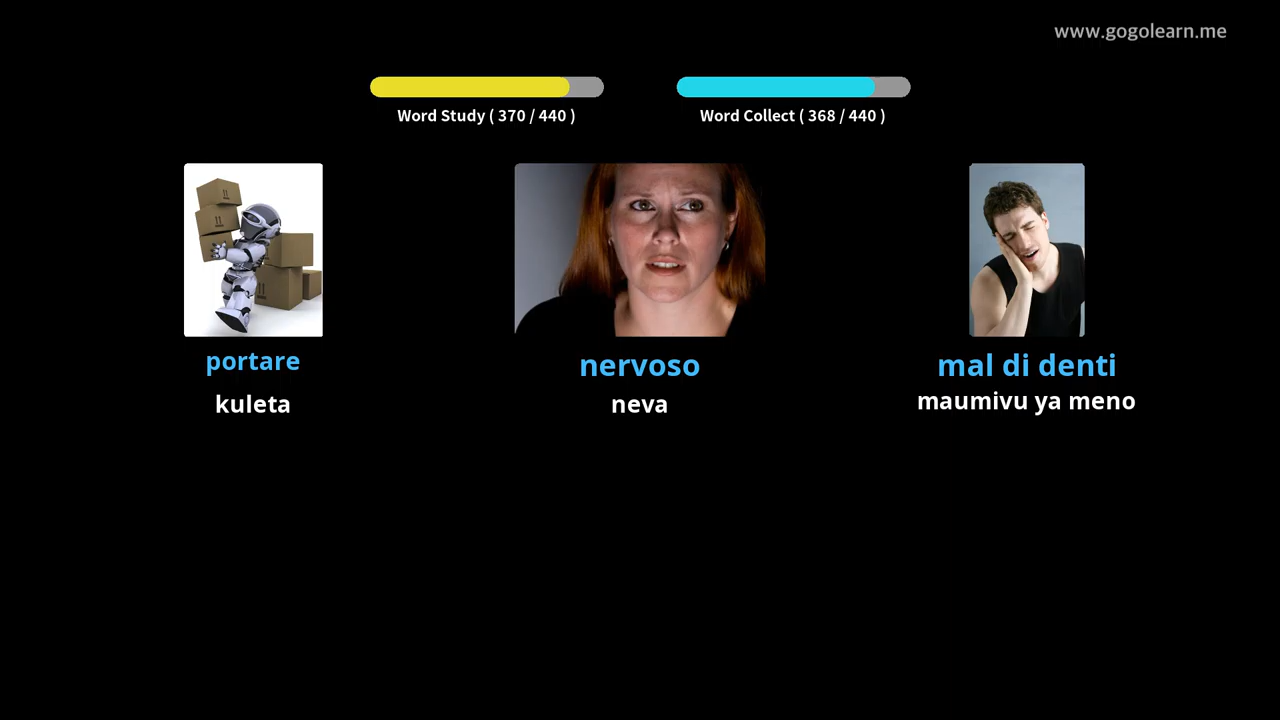 www.gogolearn.me
Word Study ( 370 / 440 )
Word Collect ( 368 / 440 )
portare
kuleta
nervoso
neva
mal di denti
maumivu ya meno